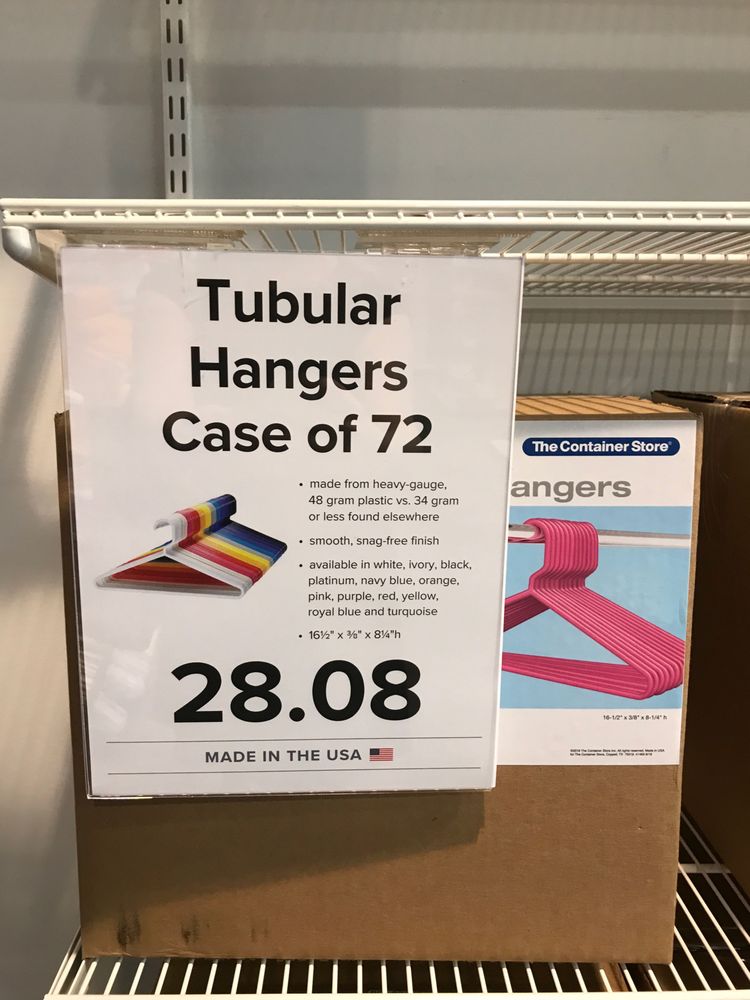 Tubular
Hangers
Case of 72
• made from heavy-gauge,
48 gram plastic vs. 34 gram
or less found elsewhere
• smooth, snag-free finish
• available in white, ivory, black,
platinum, navy blue, orange,
pink, purple, red, yellow,
royal blue and turquoise
• 16½" x ⅜" x 8¼"h
28.08
MADE IN THE USA
The Container Store®
angers
16-1/2" x 3/8" x 8-1/4" h